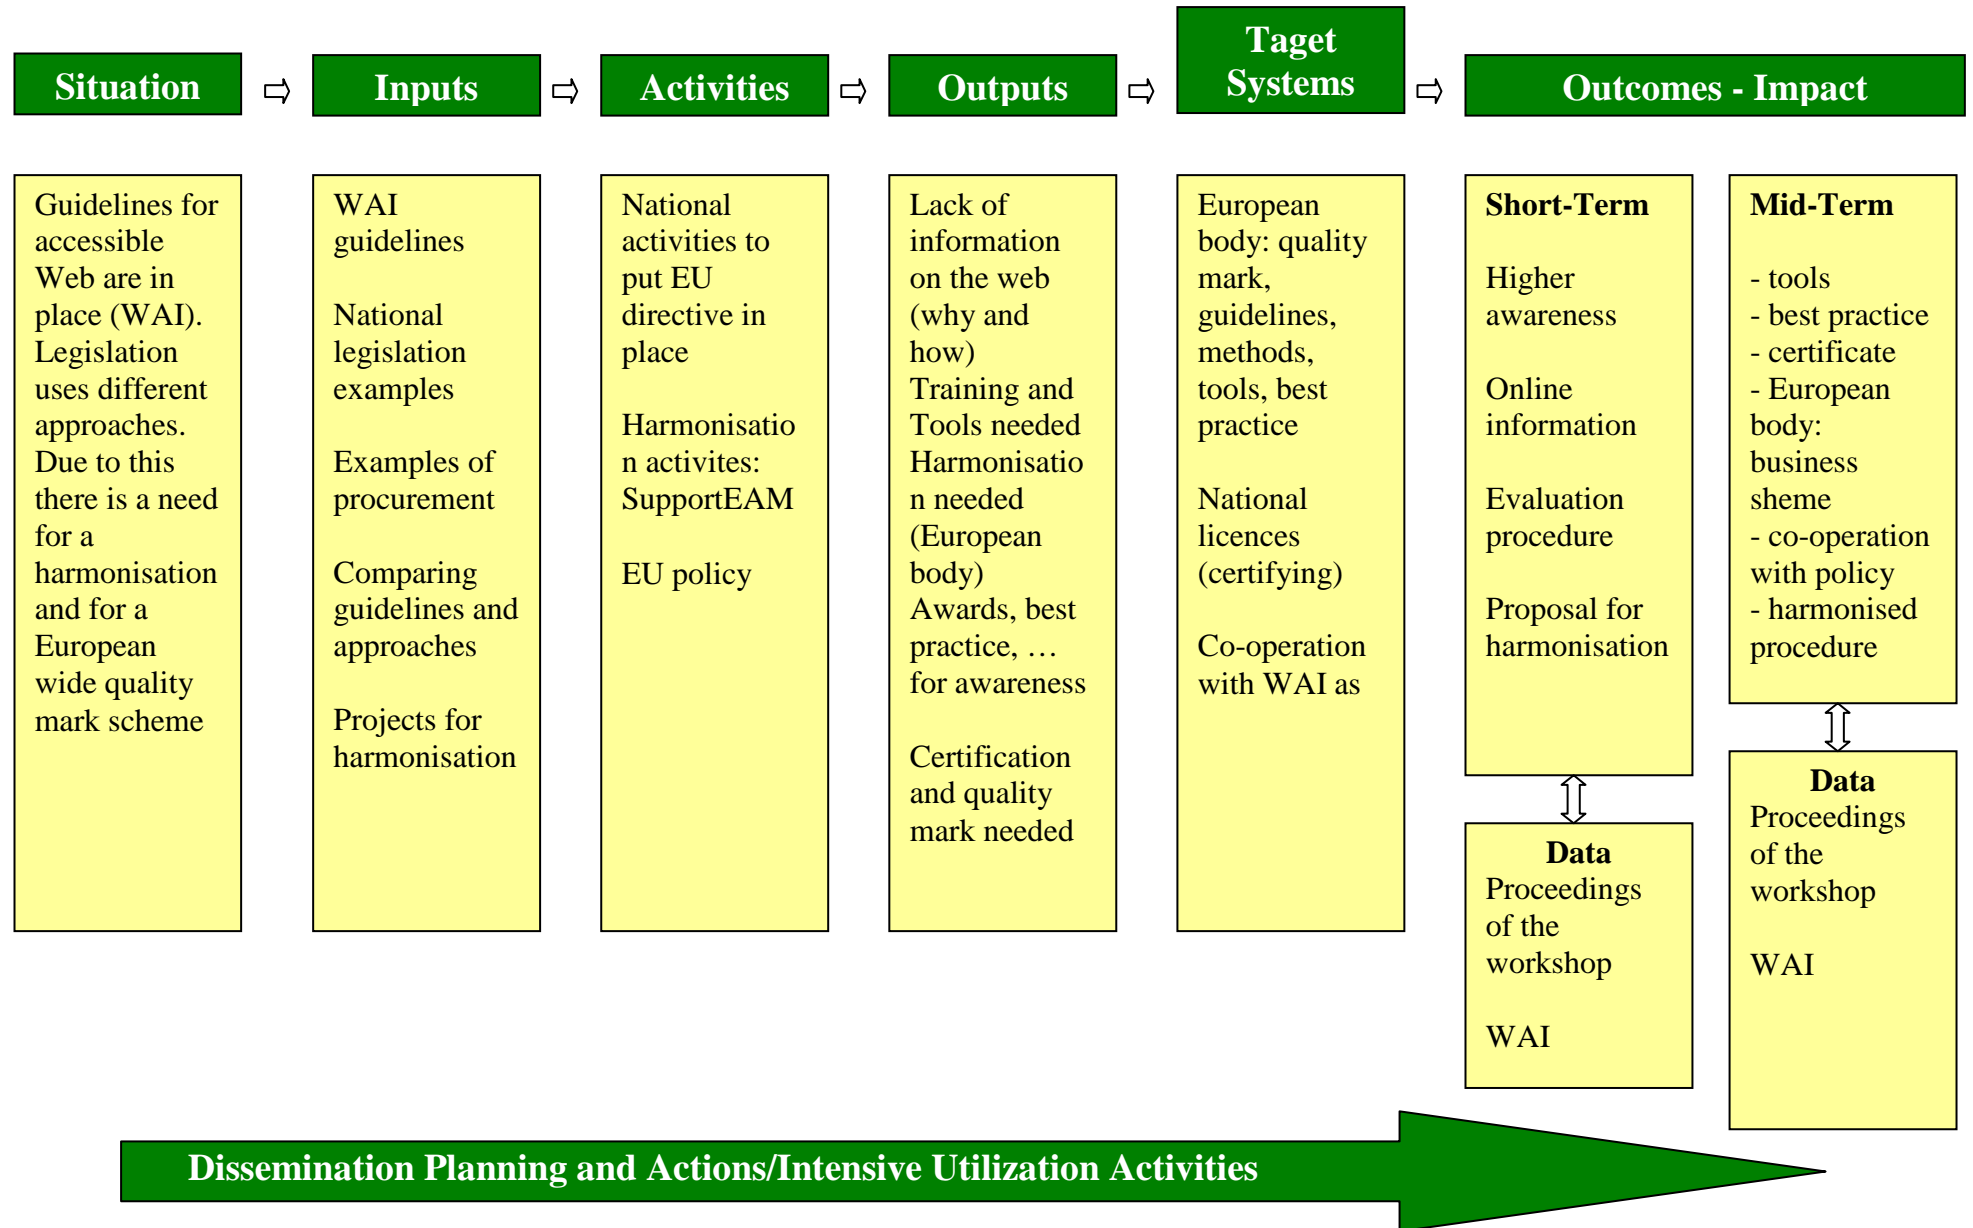 Situation
Inputs
Activities
Outputs
Taget
Systems
Outcomes - Impact
Guidelines for
accessible
Web are in
place (WAI).
Legislation
uses different
approaches.
Due to this
there is a need
for a
harmonisation
and for a
European
wide quality
mark scheme
WAI
guidelines
National
legislation
examples
Examples of
procurement
Comparing
guidelines and
approaches
Projects for
harmonisation
National
activities to
put EU
directive in
place
Harmonisatio
n activites:
SupportEAM
EU policy
Lack of
information
on the web
(why and
how)
Training and
Tools needed
Harmonisatio
n needed
(European
body)
Awards, best
practice, …
for awareness
Certification
and quality
mark needed
European
body: quality
mark,
guidelines,
methods,
tools, best
practice
National
licences
(certifying)
Co-operation
with WAI as
Short-Term
Higher
awareness
Online
information
Evaluation
procedure
Proposal for
harmonisation
Data
Proceedings
of the
workshop
WAI
Mid-Term
- tools
- best practice
- certificate
- European
body:
business
sheme
- co-operation
with policy
- harmonised
procedure
Data
Proceedings
of the
workshop
WAI
Dissemination Planning and Actions/Intensive Utilization Activities